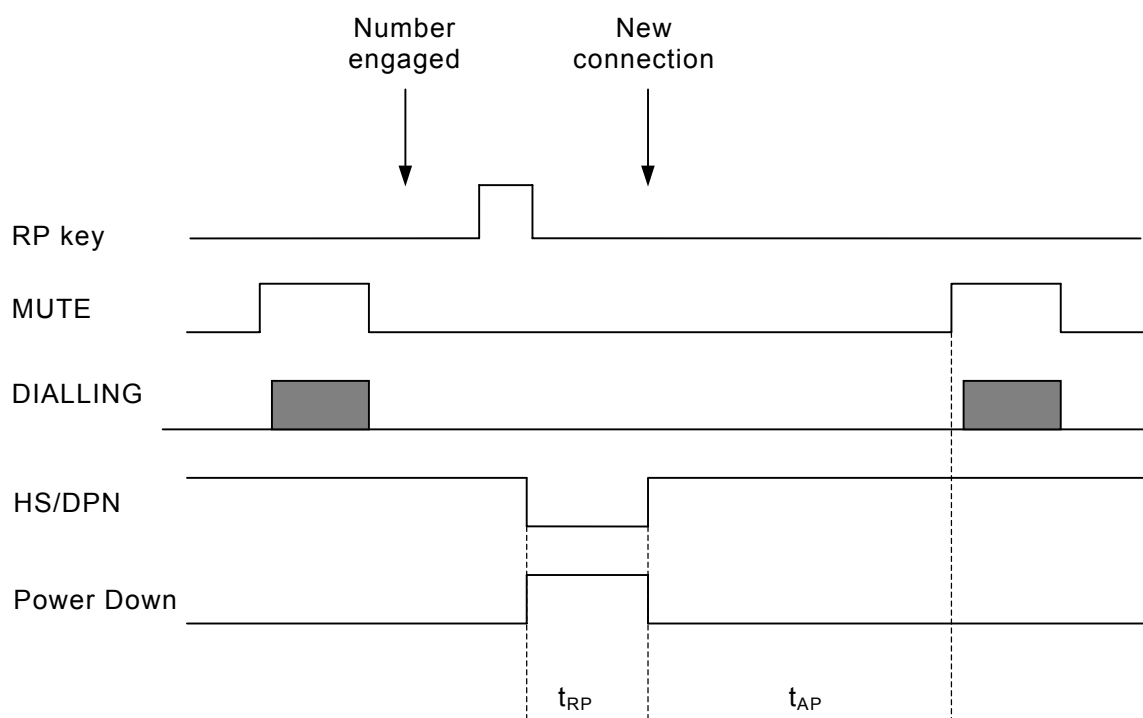 Number
engaged
New
connection
RP key
MUTE
DIALLING
HS/DPN
Power Down
tRP
tAP